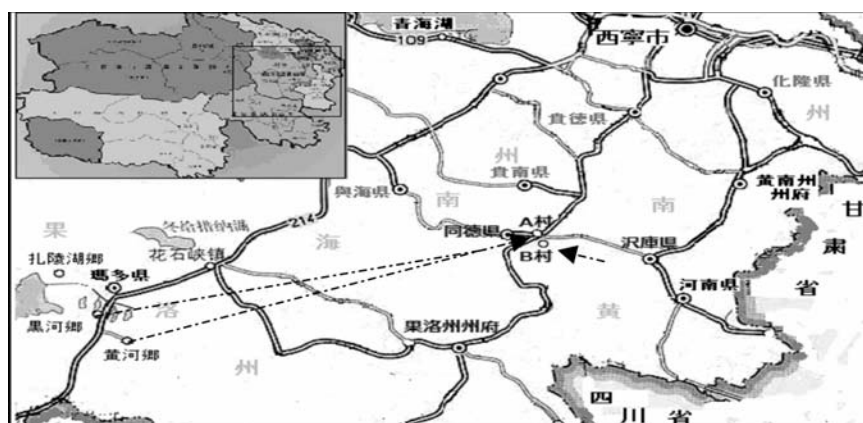 青海湖
109
西寧市
化隆県
州
貴徳県
州
貴南県
興海県
南
南
黄南州
州府
甘
肅
省
A村
同徳県
B村
沢庫県
河南県
果
214
海
花石峡镇
扎陵湖郷
瑪多県
洛
黒河郷
黄河郷
果洛州州府
黄
州
四
川
省